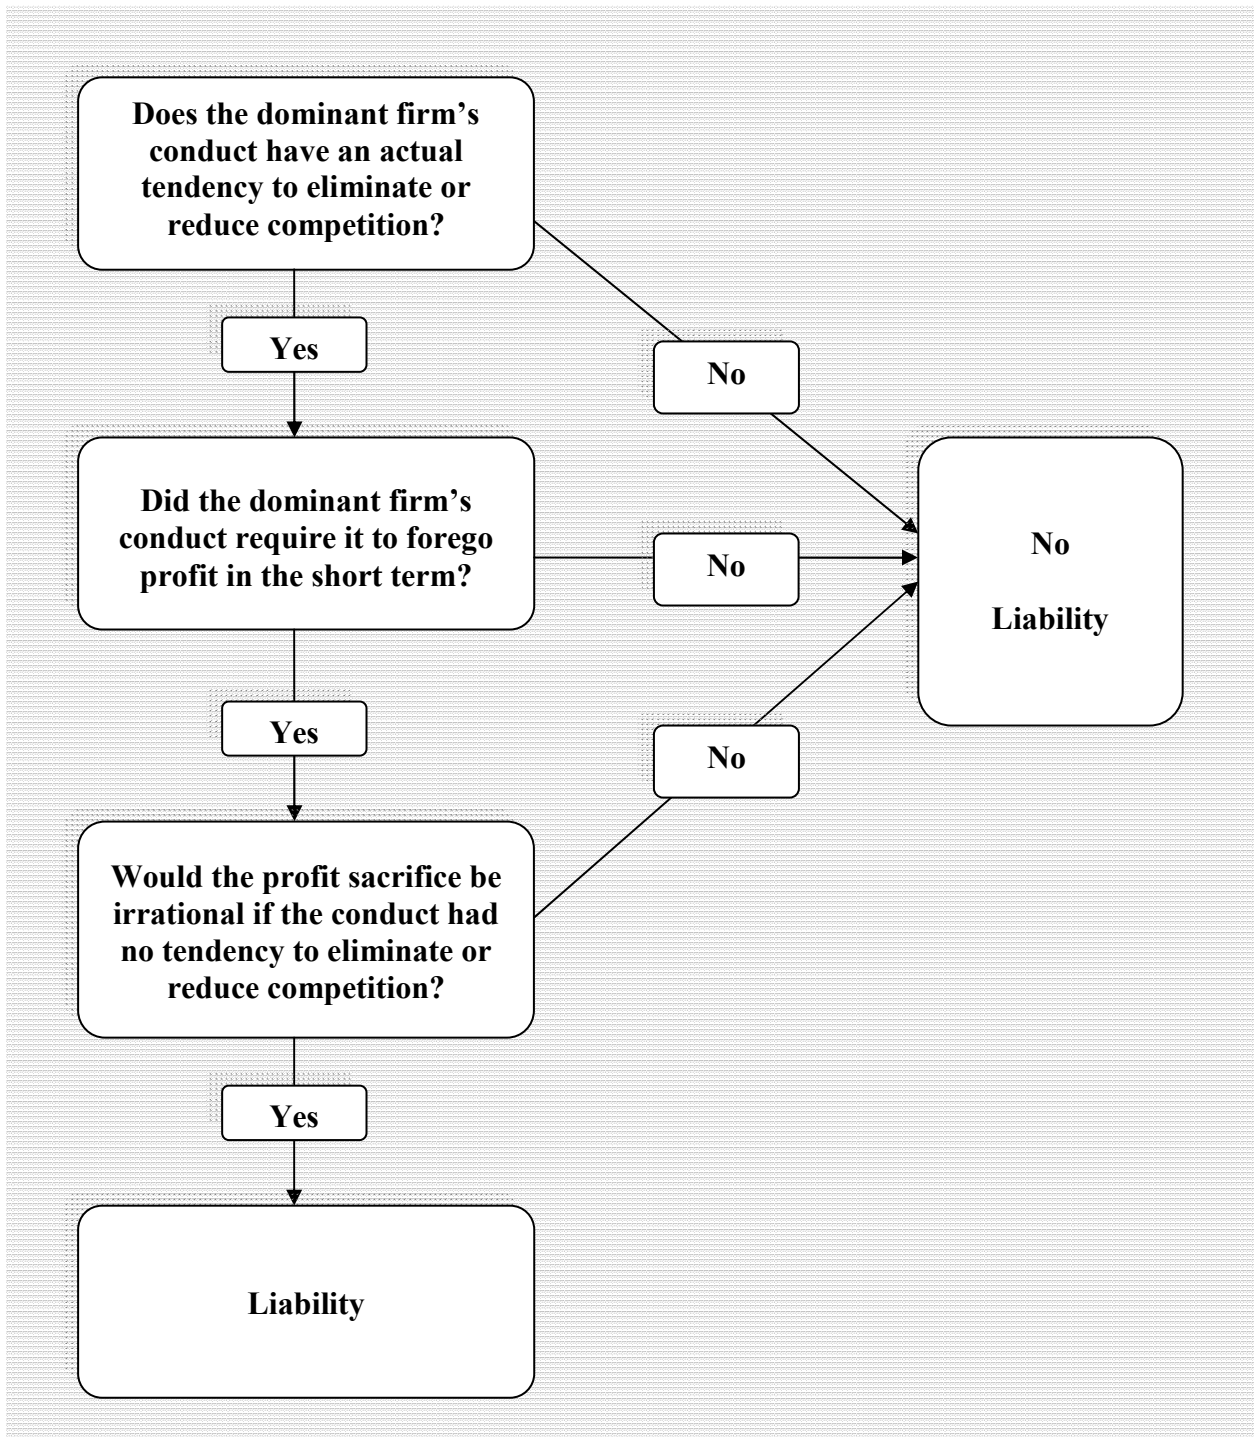 Does the dominant firm’s
conduct have an actual
tendency to eliminate or
reduce competition?
Yes
No
Did the dominant firm’s
conduct require it to forego
profit in the short term?
No
No
Liability
Yes
No
Would the profit sacrifice be
irrational if the conduct had
no tendency to eliminate or
reduce competition?
Yes
Liability